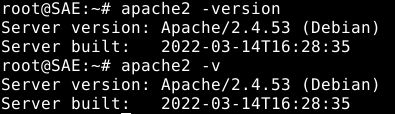 root@SAE:~# apache2 -version
Server version: Apache/2.4.53 (Debian)
Server built:   2022-03-14T16:28:35
root@SAE:~# apache2 -v
Server version: Apache/2.4.53 (Debian)
Server built:   2022-03-14T16:28:35